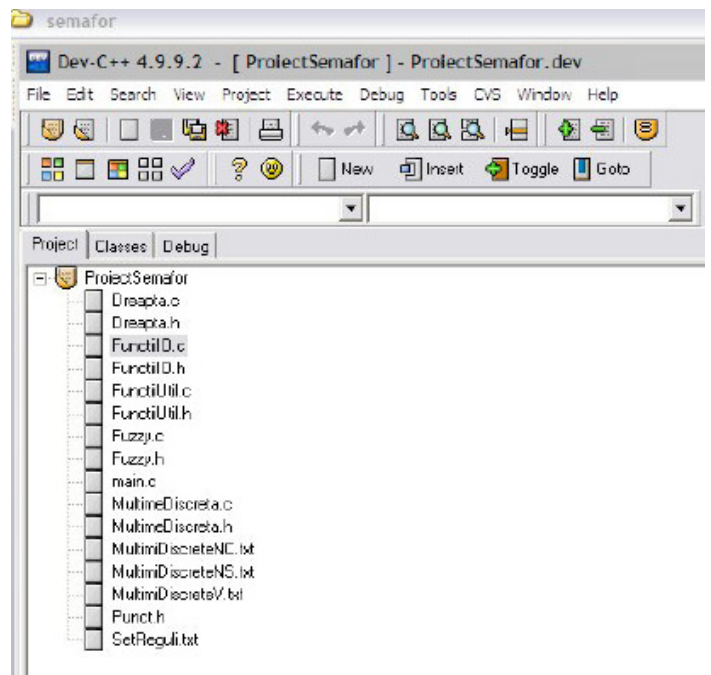 semafor
Dev-C++ 4.9.9.2 - [ ProiectSemafor ] - ProiectSemafor.dev
File Edit Search View Project Execute Debug Tools CVS Window Help
New Insert Toggle Goto
Project Classes Debug
ProiectSemafor
Dreapta.c
Dreapta.h
FunctiiIO.c
FunctiiIO.h
FunctiiUtil.c
FunctiiUtil.h
Fuzzy.c
Fuzzy.h
main.c
MultimeDiscreta.c
MultimeDiscreta.h
MultimiDiscreteNC.txt
MultimiDiscreteNS.txt
MultimiDiscreteV.txt
Punct.h
SetReguli.txt